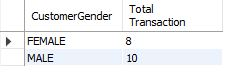 CustomerGender Total
Transaction
FEMALE 8
MALE 10